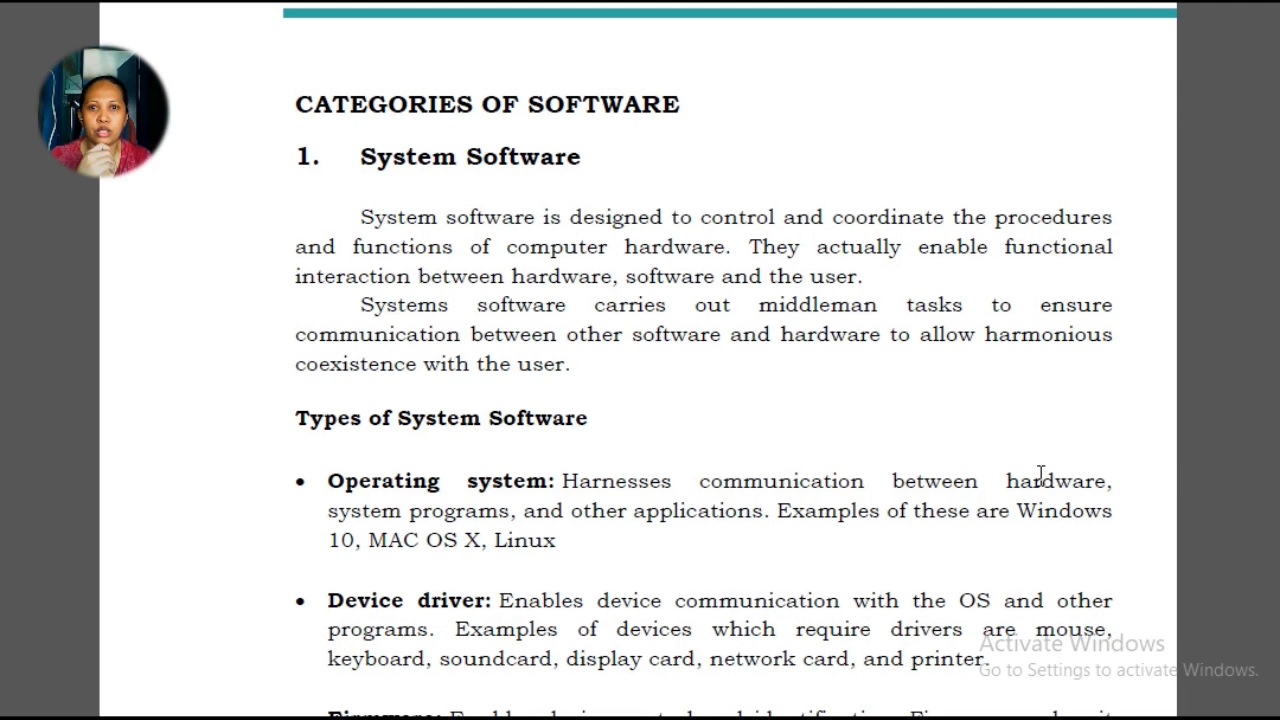 CATEGORIES OF SOFTWARE
1. System Software
System software is designed to control and coordinate the procedures
and functions of computer hardware. They actually enable functional
interaction between hardware, software and the user.
Systems software carries out middleman tasks to ensure
communication between other software and hardware to allow harmonious
coexistence with the user.
Types of System Software
• Operating system: Harnesses communication between hardware,
system programs, and other applications. Examples of these are Windows
10, MAC OS X, Linux
• Device driver: Enables device communication with the OS and other
programs. Examples of devices which require drivers are mouse,
keyboard, soundcard, display card, network card, and printer.
Activate Windows
Go to Settings to activate Windows.